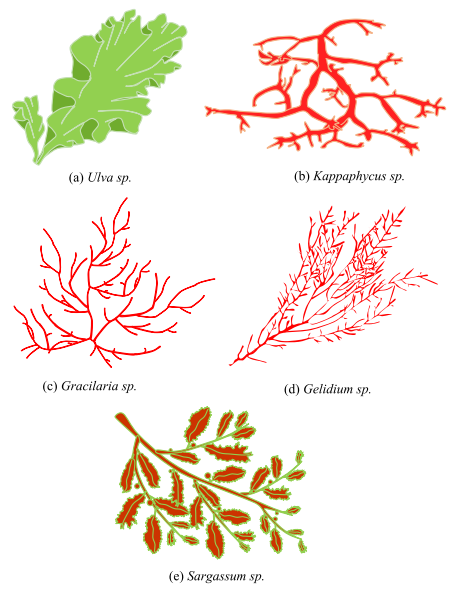 (a) Ulva sp.
(b) Kappaphycus sp.
(c) Gracilaria sp.
(d) Gelidium sp.
(e) Sargassum sp.